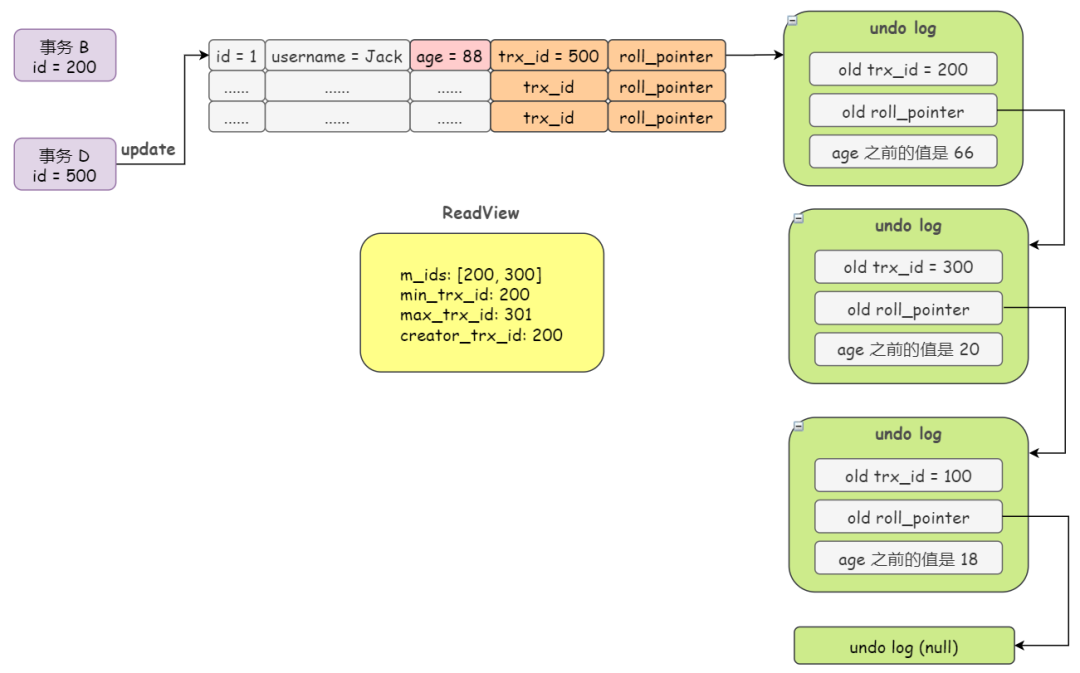 事务 B
id = 200
事务 D
id = 500
update
id = 1 username = Jack age = 88 trx_id = 500 roll_pointer
...... ...... ...... trx_id roll_pointer
...... ...... ...... trx_id roll_pointer
ReadView
m_ids: [200, 300]
min_trx_id: 200
max_trx_id: 301
creator_trx_id: 200
undo log
old trx_id = 200
old roll_pointer
age 之前的值是 66
undo log
old trx_id = 300
old roll_pointer
age 之前的值是 20
undo log
old trx_id = 100
old roll_pointer
age 之前的值是 18
undo log (null)